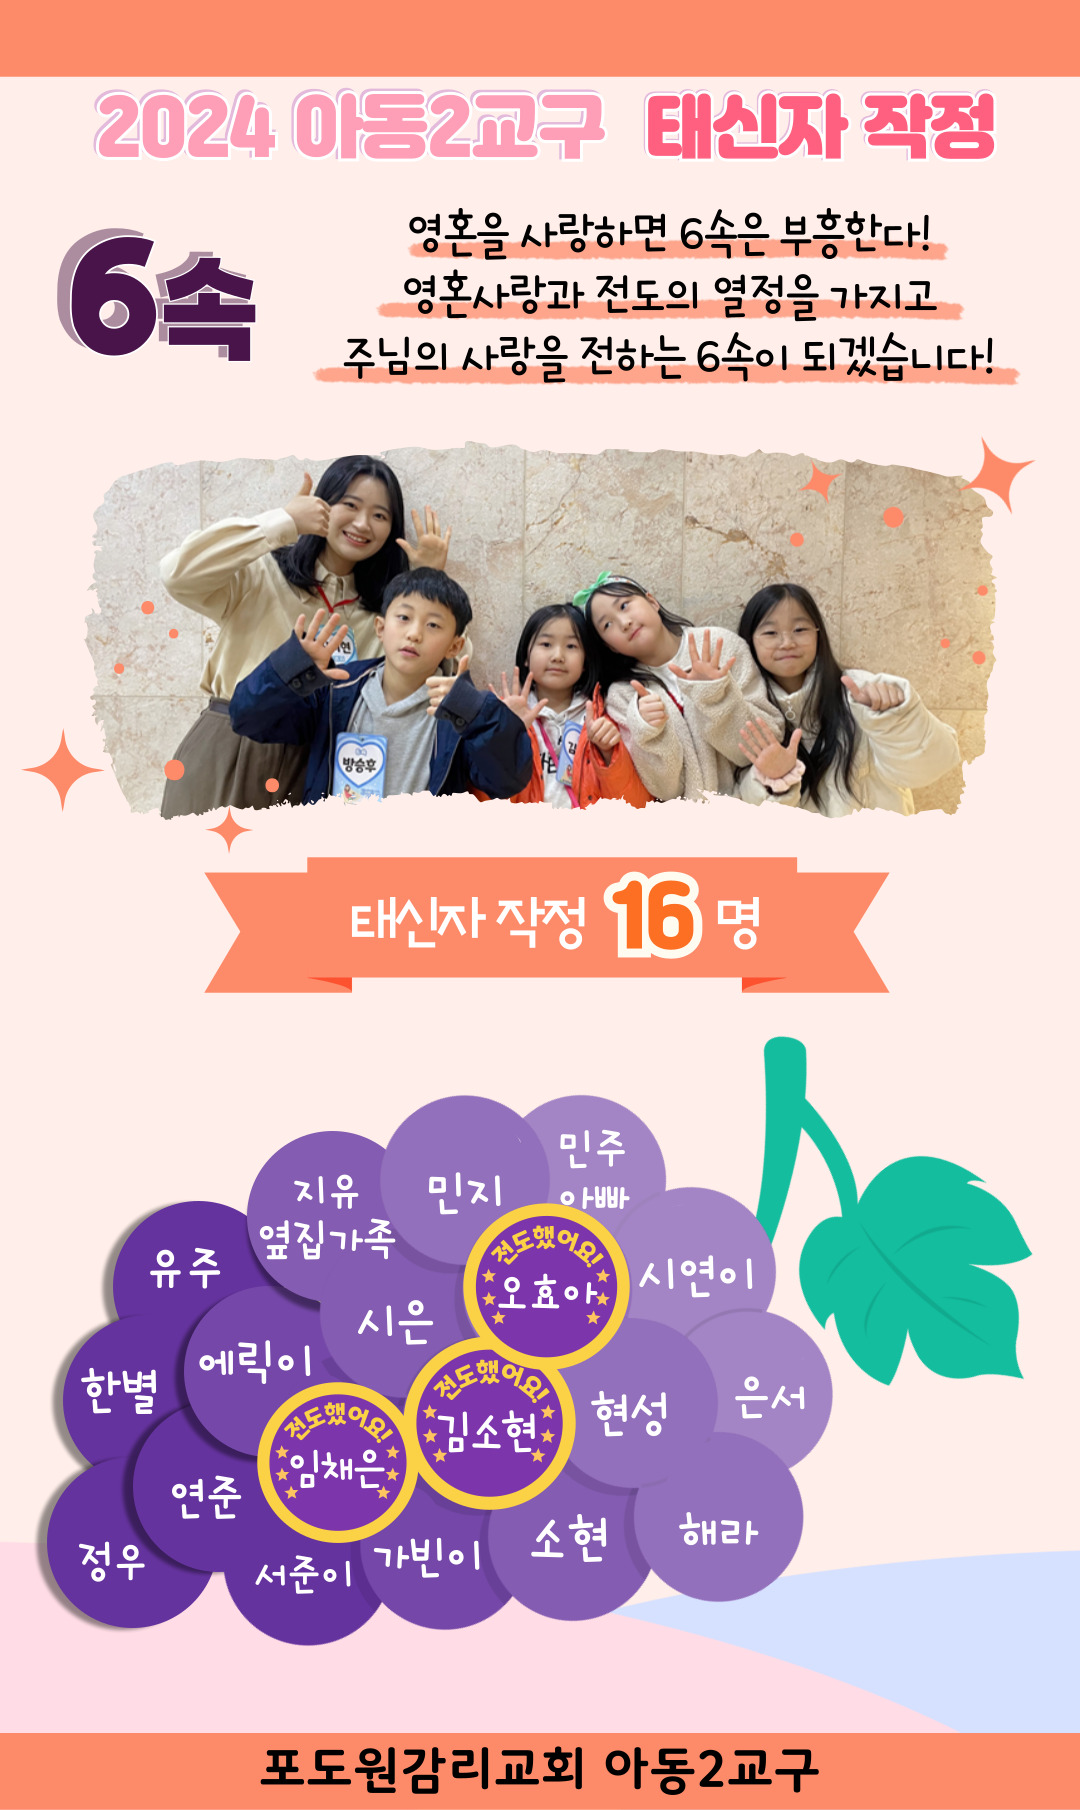 2024 아동2교구 태신자 작정
6속
영혼을 사랑하면 6속은 부흥한다!
영혼사랑과 전도의 열정을 가지고
주님의 사랑을 전하는 6속이 되겠습니다!
방승후
태신자 작정 16 명
민주
아빠
민지
지유
옆집가족
유주
전도했어요!
오효아
시연이
시은
에릭이
한별
전도했어요!
김소현
현성
은서
전도했어요!
임채은
연준
정우
서준이
가빈이
소현
해라
포도원감리교회 아동2교구